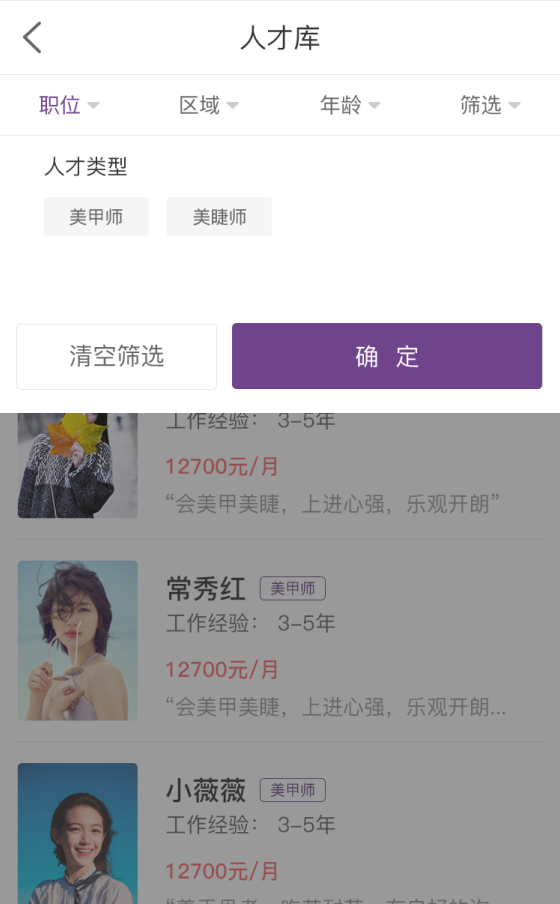 人才库
职位 区域 年龄 筛选
人才类型
美甲师 美睫师
清空筛选 确 定
工作经验： 3-5年
12700元/月
“会美甲美睫，上进心强，乐观开朗”
常秀红 美甲师
工作经验： 3-5年
12700元/月
“会美甲美睫，上进心强，乐观开朗...
小薇薇 美甲师
工作经验： 3-5年
12700元/月